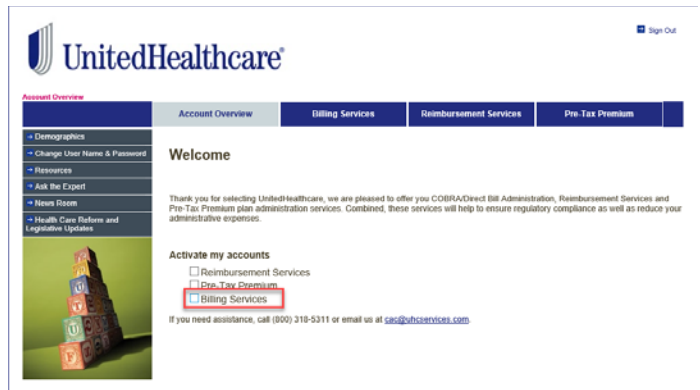 Sign Out
UnitedHealthcare®
Account Overview
Account Overview
Billing Services
Reimbursement Services
Pre-Tax Premium
Demographics
Change User Name & Password
Resources
Ask the Expert
News Room
Health Care Reform and
Legislative Updates
Welcome
Thank you for selecting UnitedHealthcare, we are pleased to offer you COBRA/Direct Bill Administration, Reimbursement Services and
Pre-Tax Premium plan administration services. Combined, these services will help to ensure regulatory compliance as well as reduce your
administrative expenses.
Activate my accounts
Reimbursement Services
Pre-Tax Premium
Billing Services
If you need assistance, call (800) 318-5311 or email us at cac@uhcservices.com.